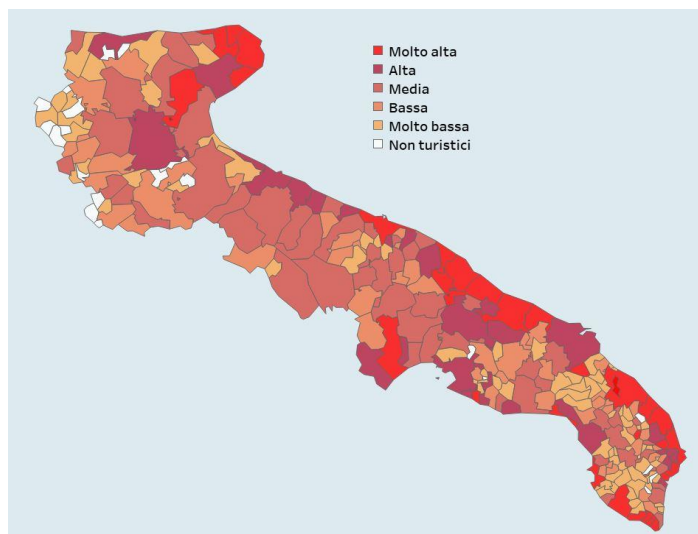 Molto alta
Alta
Media
Bassa
Molto bassa
Non turistici